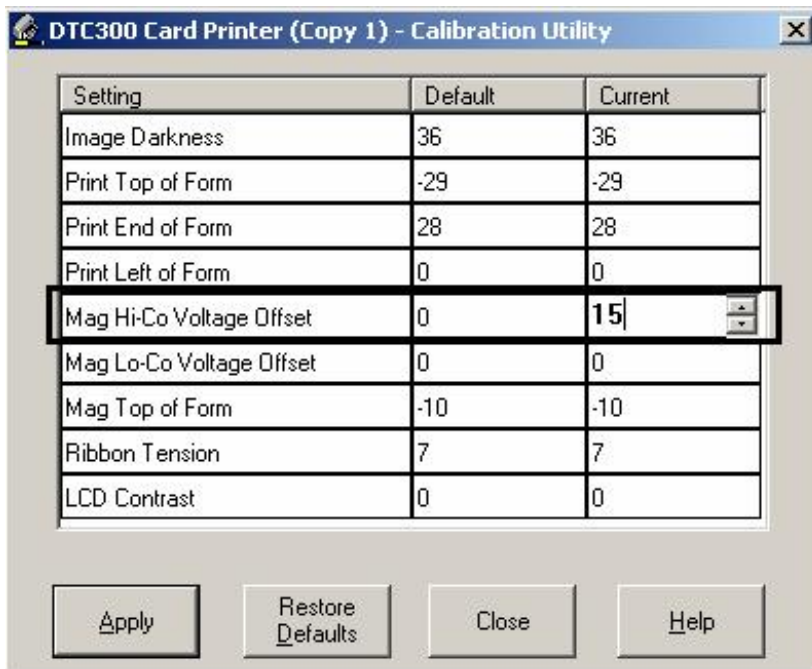 DTC300 Card Printer (Copy 1) - Calibration Utility
Setting Default Current
Image Darkness 36 36
Print Top of Form -29 -29
Print End of Form 28 28
Print Left of Form 0 0
Mag Hi-Co Voltage Offset 0 15
Mag Lo-Co Voltage Offset 0 0
Mag Top of Form -10 -10
Ribbon Tension 7 7
LCD Contrast 0 0
Apply
Restore
Defaults
Close
Help